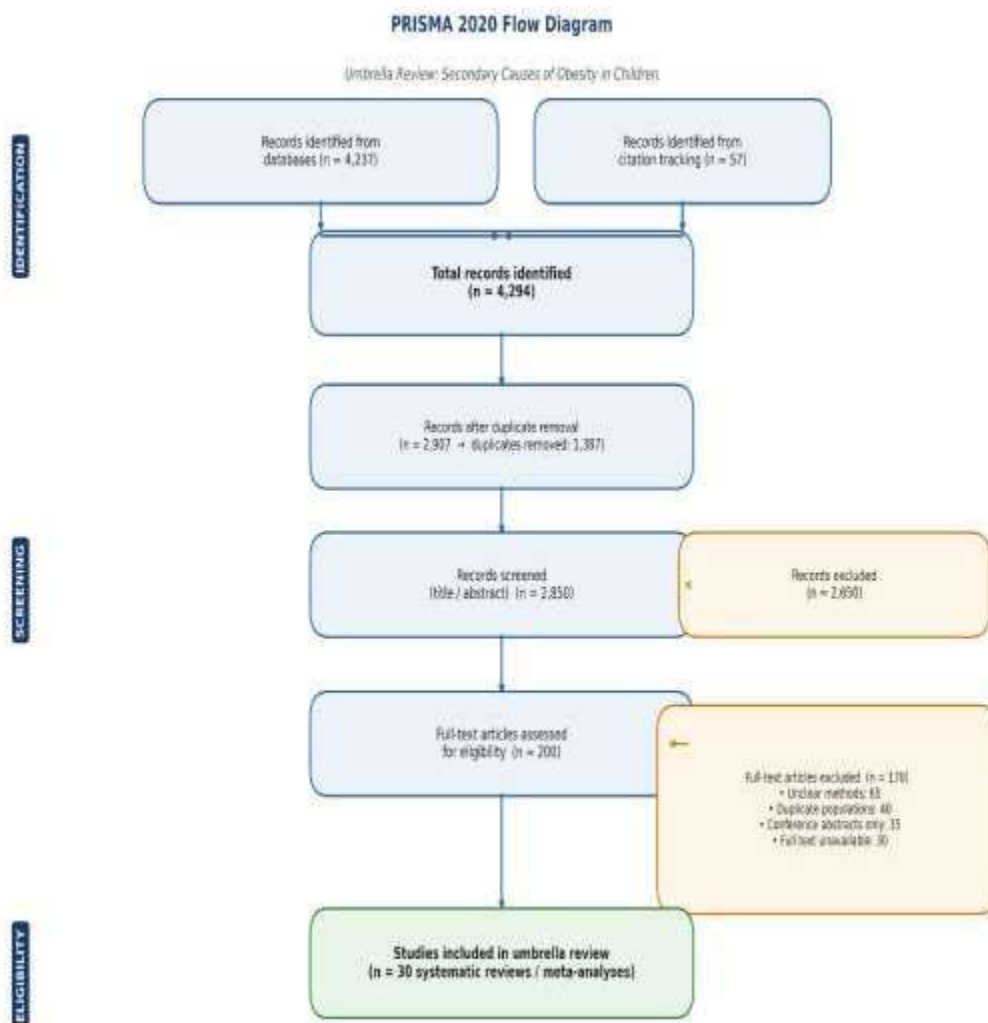 PRISMA 2020 Flow Diagram
Umbrella Review: Secondary Causes of Obesity in Children
IDENTIFICATION
Records identified from
databases (n = 4,237)
Records identified from
citation tracking (n = 57)
Total records identified
(n = 4,294)
Records after duplicate removal
(n = 2,907 → duplicates removed: 1,387)
SCREENING
Records screened
(title / abstract) (n = 2,850)
Records excluded
(n = 2,650)
Full-text articles assessed
for eligibility (n = 200)
Full-text articles excluded (n = 170)
• Unclear methods:
• Duplicate populations: 40
• Conference abstracts only: 35
• Full text unavailable: 30
ELIGIBILITY
Studies included in umbrella review
(n = 30 systematic reviews / meta-analyses)